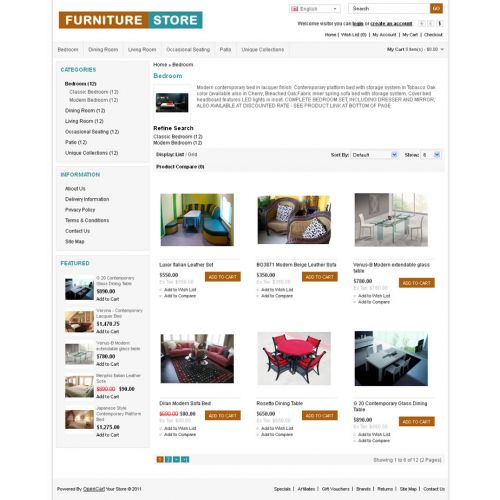 FURNITURE STORE
English
Search
GO
Welcome visitor you can login or create an account.
Home | Wish List (0) | My Account | My Cart | Checkout
Bedroom Dining Room Living Room Occasional Seating Patio Unique Collections
My Cart 0 item(s) - $0.00
CATEGORIES
Bedroom (12)
Classic Bedroom (12)
Modern Bedroom (12)
Dining Room (12)
Living Room (12)
Occasional Seating (12)
Patio (12)
Unique Collections (12)
INFORMATION
About Us
Delivery Information
Privacy Policy
Terms & Conditions
Contact Us
Site Map
FEATURED
G 20 Contemporary
Glass Dining Table
$890.00
Add to Cart
Verona - Contemporary
Lacquer Bed
$1,470.75
Add to Cart
Venus-B Modern
extendable glass table
$780.00
Add to Cart
Memphis Italian Leather
Sofa
$890.00 $90.00
Add to Cart
Japanese Style
Contemporary Platform
Bed
$1,275.00
Add to Cart
Home » Bedroom
Bedroom
Modern contemporary bed in lacquer finish. Contemporary platform bed with storage system in Tobacco Oak
color (available also in Cherry, Bleached Oak.Fabric inner spring sofa bed with storage system. Cover bed
headboard features LED lights or meet. COMPLETE BEDROOM SET, INCLUDING DRESSER AND MIRROR,
ALSO AVAILABLE AT DISCOUNTED RATE - SEE PRODUCT LINK AT BOTTOM OF PAGE
Refine Search
Classic Bedroom (12)
Modern Bedroom (12)
Display: List / Grid
Sort By: Default
Show: 6
Product Compare (0)
Luxor Italian Leather Set
$550.00
Ex Tax: $550.00
ADD TO CART
Add to Wish List
Add to Compare
BO3871 Modern Beige Leather Sofa
$350.00
Ex Tax: $350.00
ADD TO CART
Add to Wish List
Add to Compare
Venus-B Modern extendable glass
table
$780.00
Ex Tax: $780.00
ADD TO CART
Add to Wish List
Add to Compare
Dilan Modern Sofa Bed
$600.00 $80.00
ADD TO CART
Add to Wish List
Add to Compare
Rosetto Dining Table
$650.00
Ex Tax: $650.00
ADD TO CART
Add to Wish List
Add to Compare
G 20 Contemporary Glass Dining
Table
$890.00
Ex Tax: $890.00
ADD TO CART
Add to Wish List
Add to Compare
1 2 > >|
Showing 1 to 6 of 12 (2 Pages)
Powered By OpenCart Your Store © 2011
Specials | Affiliates | Gift Vouchers | Brands | Returns | Site Map | Contact Us